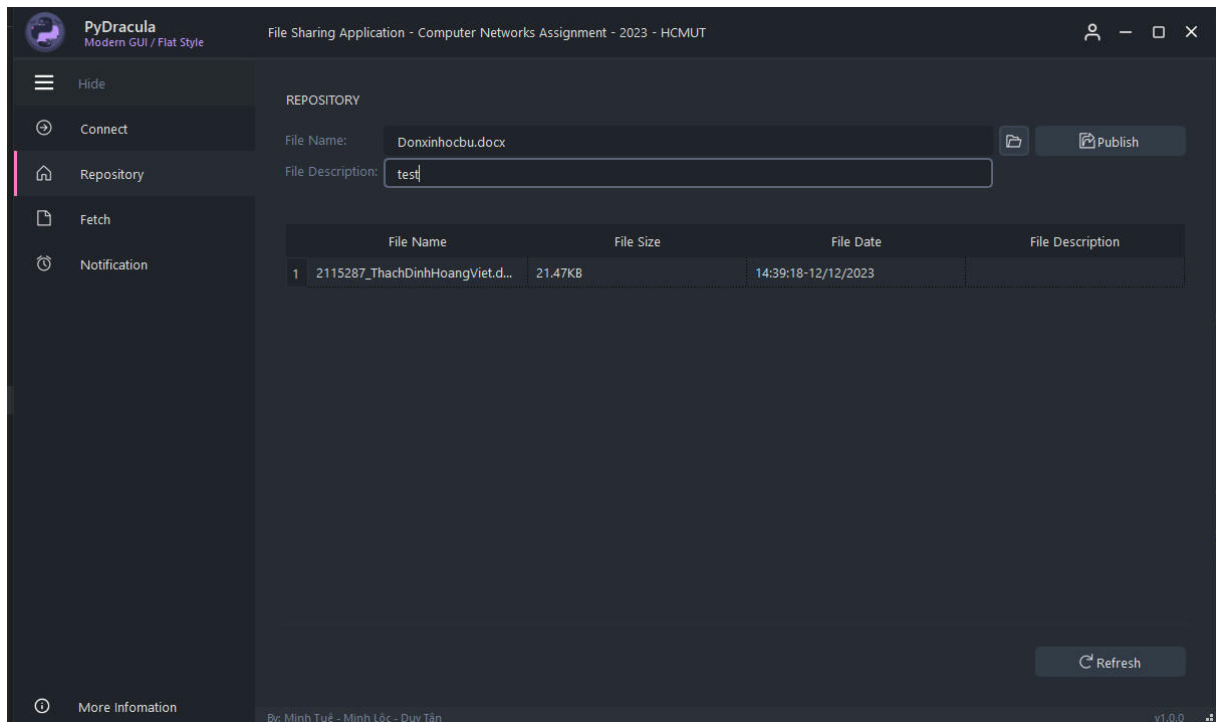 PyDracula
Modern GUI / Flat Style
File Sharing Application - Computer Networks Assignment - 2023 - HCMUT
Hide
Connect
Repository
Fetch
Notification
More Infomation
REPOSITORY
File Name: Donxinhocbu.docx Publish
File Description: test
File Name File Size File Date File Description
1 2115287_ThachDinhHoangViet.d... 21.47KB 14:39:18-12/12/2023
Refresh
By: Minh Tuệ - Minh Lộc - Duy Tân v1.0.0